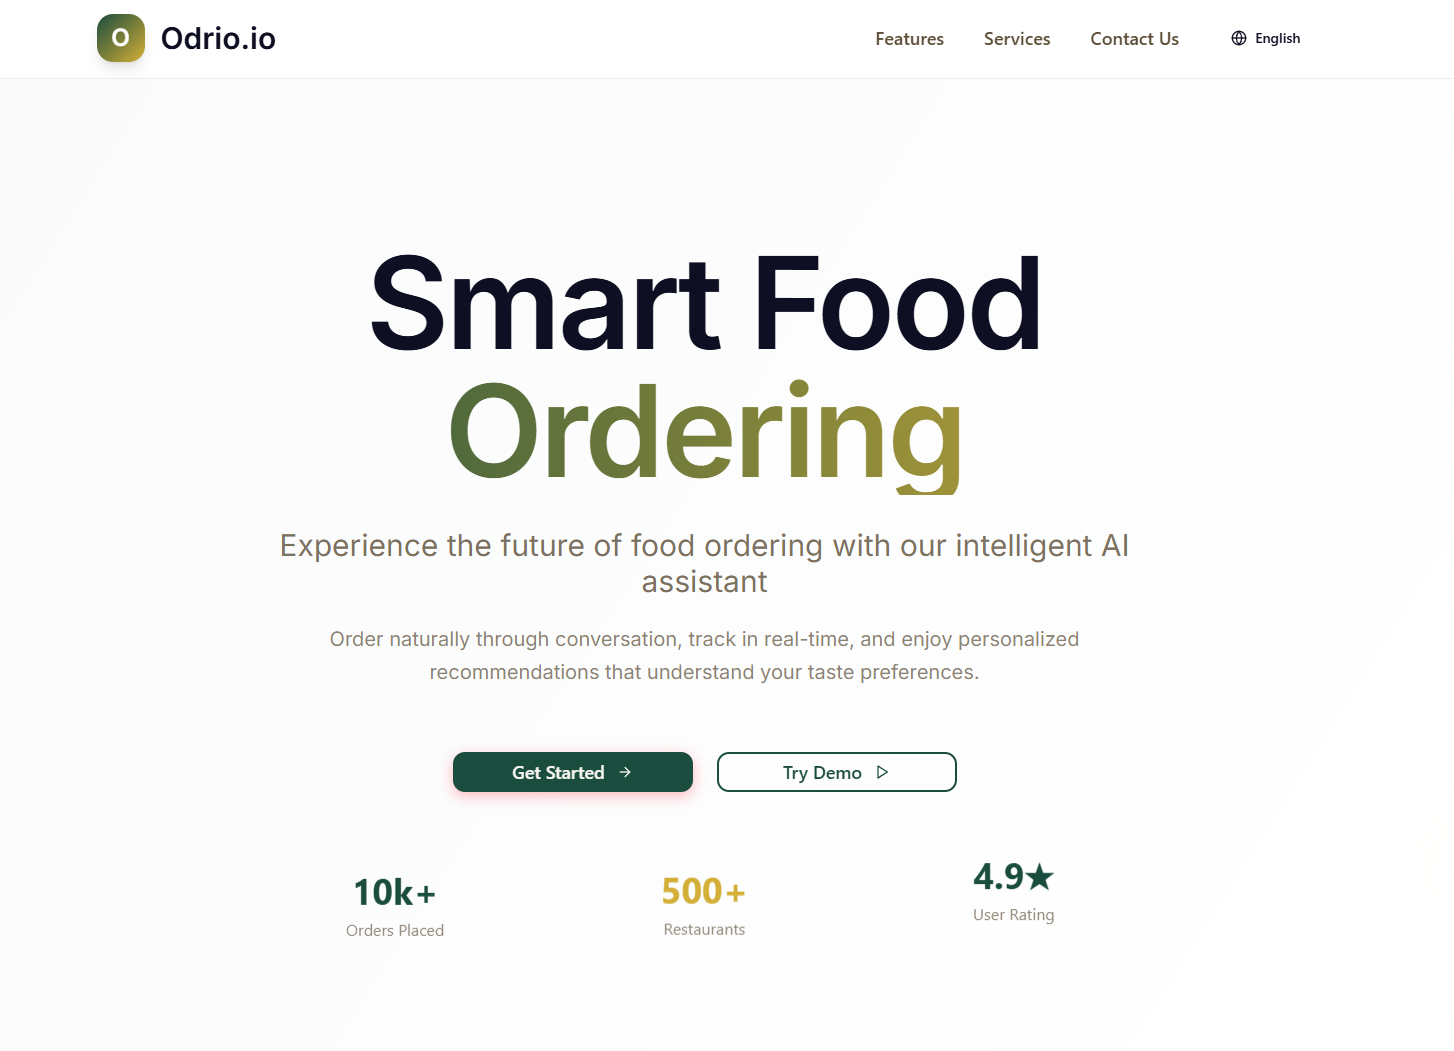 O Odrio.io
Features Services Contact Us English
Smart Food
Ordering
Experience the future of food ordering with our intelligent AI
assistant
Order naturally through conversation, track in real-time, and enjoy personalized
recommendations that understand your taste preferences.
Get Started →
Try Demo
10k+
Orders Placed
500+
Restaurants
4.9★
User Rating